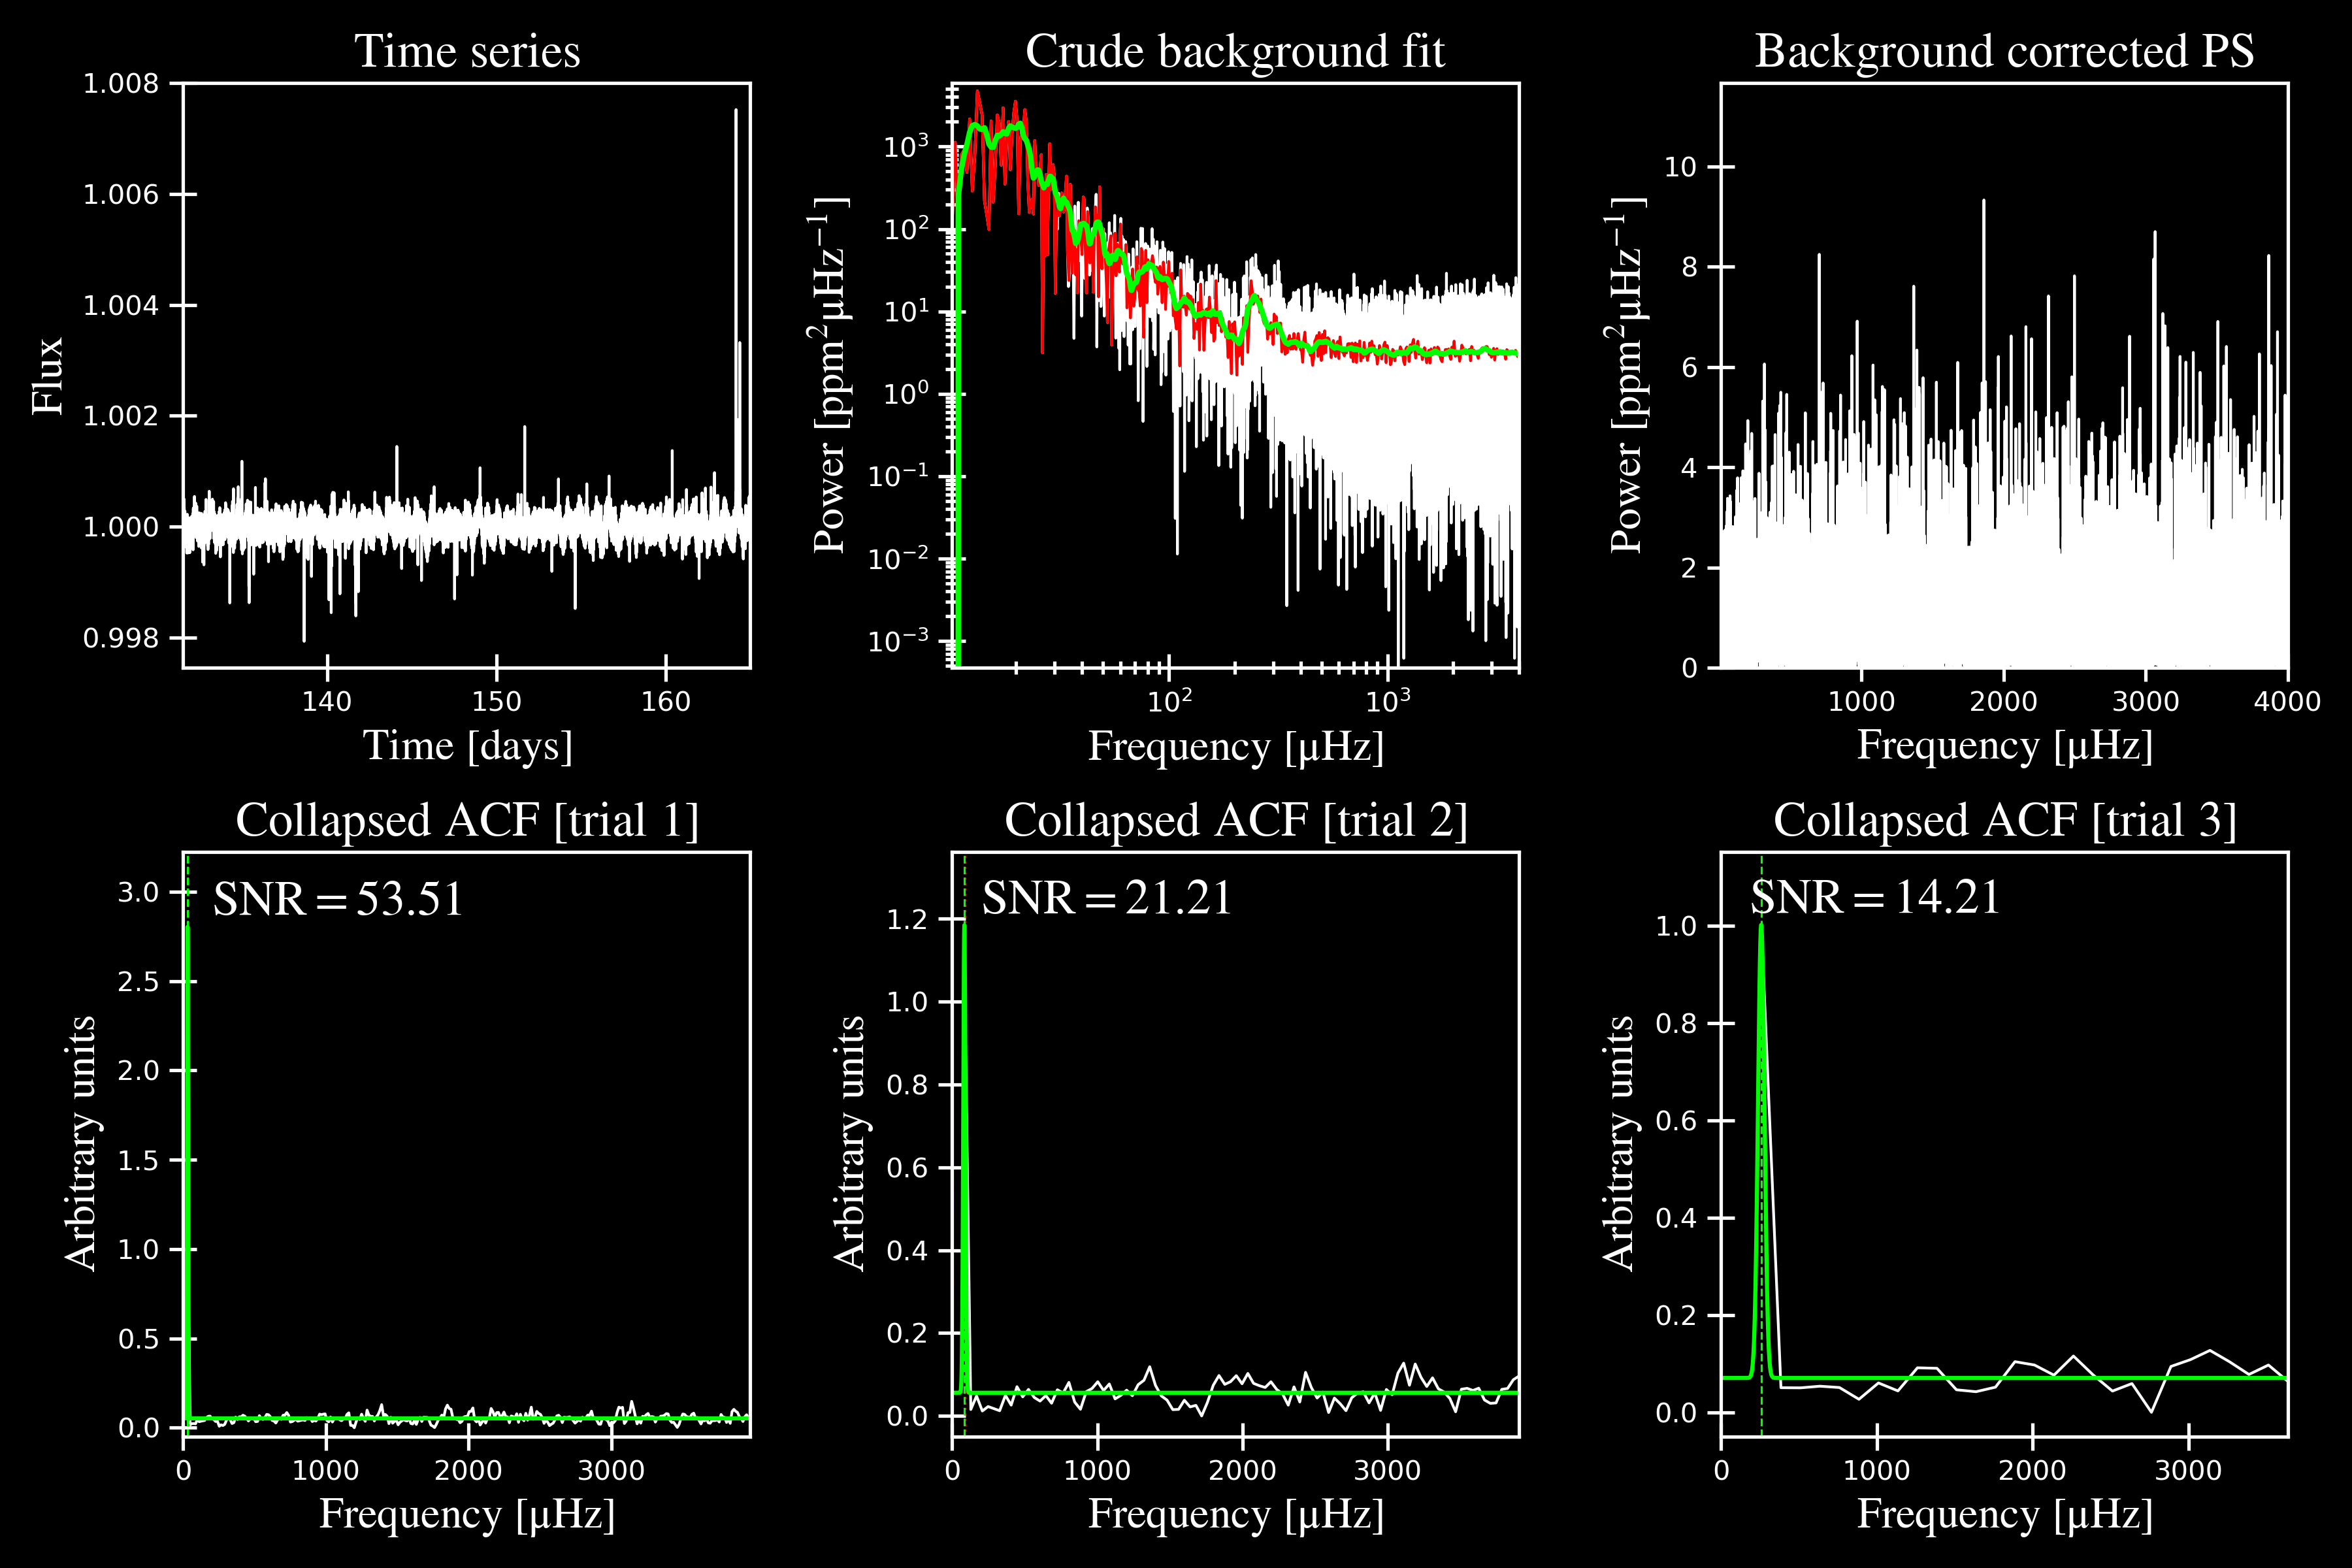 Time series
Crude background fit
Background corrected PS
1.008
1.006
1.004
1.002
1.000
0.998
Flux
140
150
160
Time [days]
10³
10²
10¹
10⁰
10⁻¹
10⁻²
10⁻³
Power [ppm²μHz⁻¹]
10²
10³
Frequency [μHz]
10
8
6
4
2
0
Power [ppm²μHz⁻¹]
1000
2000
3000
4000
Frequency [μHz]
Collapsed ACF [trial 1]
Collapsed ACF [trial 2]
Collapsed ACF [trial 3]
SNR = 53.51
3.0
2.5
2.0
1.5
1.0
0.5
0.0
Arbitrary units
0
1000
2000
3000
Frequency [μHz]
SNR = 21.21
1.2
1.0
0.8
0.6
0.4
0.2
0.0
Arbitrary units
0
1000
2000
3000
Frequency [μHz]
SNR = 14.21
1.0
0.8
0.6
0.4
0.2
0.0
Arbitrary units
0
1000
2000
3000
Frequency [μHz]